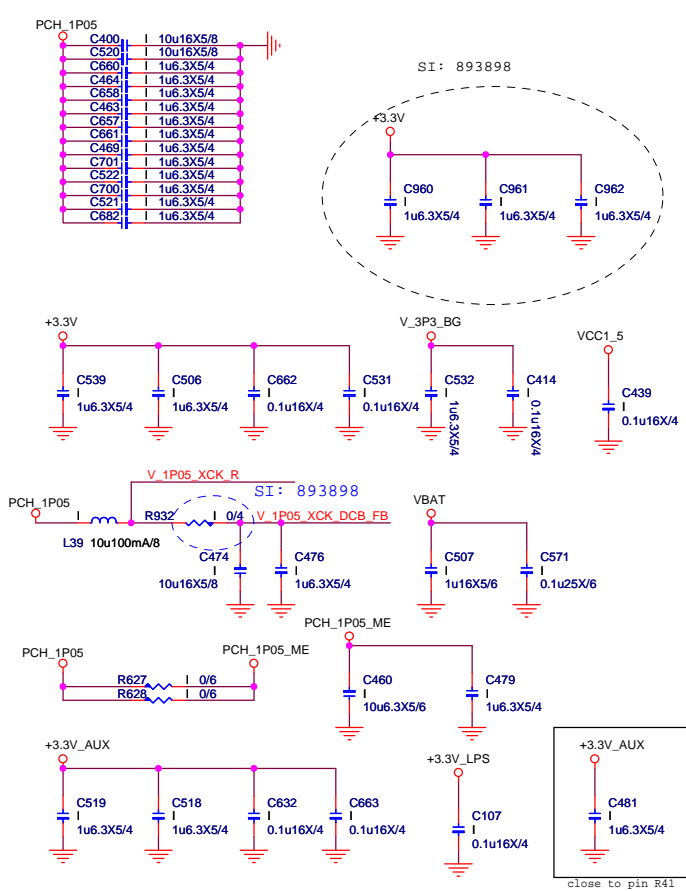 PCH_1P05
C400 I 10u16X5/8
C520 I 10u16X5/8
C660 I 1u6.3X5/4
C464 I 1u6.3X5/4
C658 I 1u6.3X5/4
C463 I 1u6.3X5/4
C657 I 1u6.3X5/4
C661 I 1u6.3X5/4
C469 I 1u6.3X5/4
C701 I 1u6.3X5/4
C522 I 1u6.3X5/4
C700 I 1u6.3X5/4
C521 I 1u6.3X5/4
C682 I 1u6.3X5/4
SI: 893898
+3.3V
C960 C961 C962
I I I
1u6.3X5/4 1u6.3X5/4 1u6.3X5/4
+3.3V
C539 C506 C662 C531
I I I I
1u6.3X5/4 1u6.3X5/4 0.1u16X/4 0.1u16X/4
V_3P3_BG
C532 C414
I I
1u6.3X5/4 0.1u16X/4
VCC1_5
C439
I
0.1u16X/4
V_1P05_XCK_R
SI: 893898
PCH_1P05
I R932 I 0/4 V_1P05_XCK_DCB_FB
L39 10u100mA/8
C474 C476
I I
10u16X5/8 1u6.3X5/4
VBAT
C507 C571
I I
1u16X5/6 0.1u25X/6
PCH_1P05 PCH_1P05_ME
R627 I 0/6
R628 I 0/6
PCH_1P05_ME
C460 C479
I I
10u6.3X5/6 1u6.3X5/4
+3.3V_AUX
C519 C518 C632 C663
I I I I
1u6.3X5/4 1u6.3X5/4 0.1u16X/4 0.1u16X/4
+3.3V_LPS
C107
I
0.1u16X/4
+3.3V_AUX
C481
I
1u6.3X5/4
close to pin R41